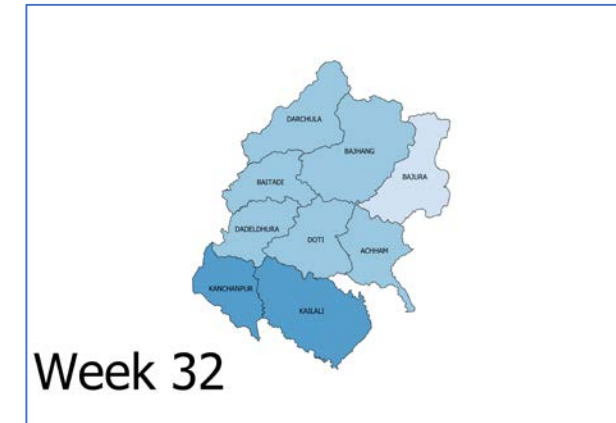 DARCHULA
BAJHANG
BAJURA
BAITADI
DADELDHURA
DOTI
ACHHAM
KANCHANPUR
KAILALI
Week 32